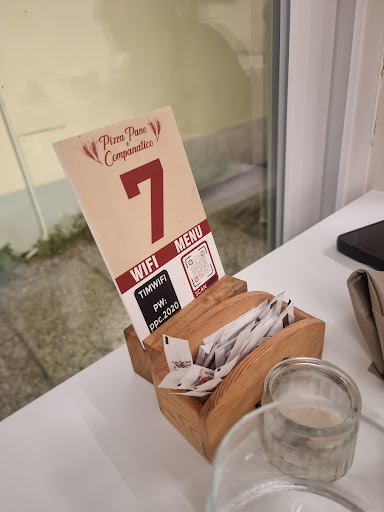 Pizza Pane
e
Companatico
7
WIFI MENU
TIMWIFI
PW:
ppc.2020
SCAN